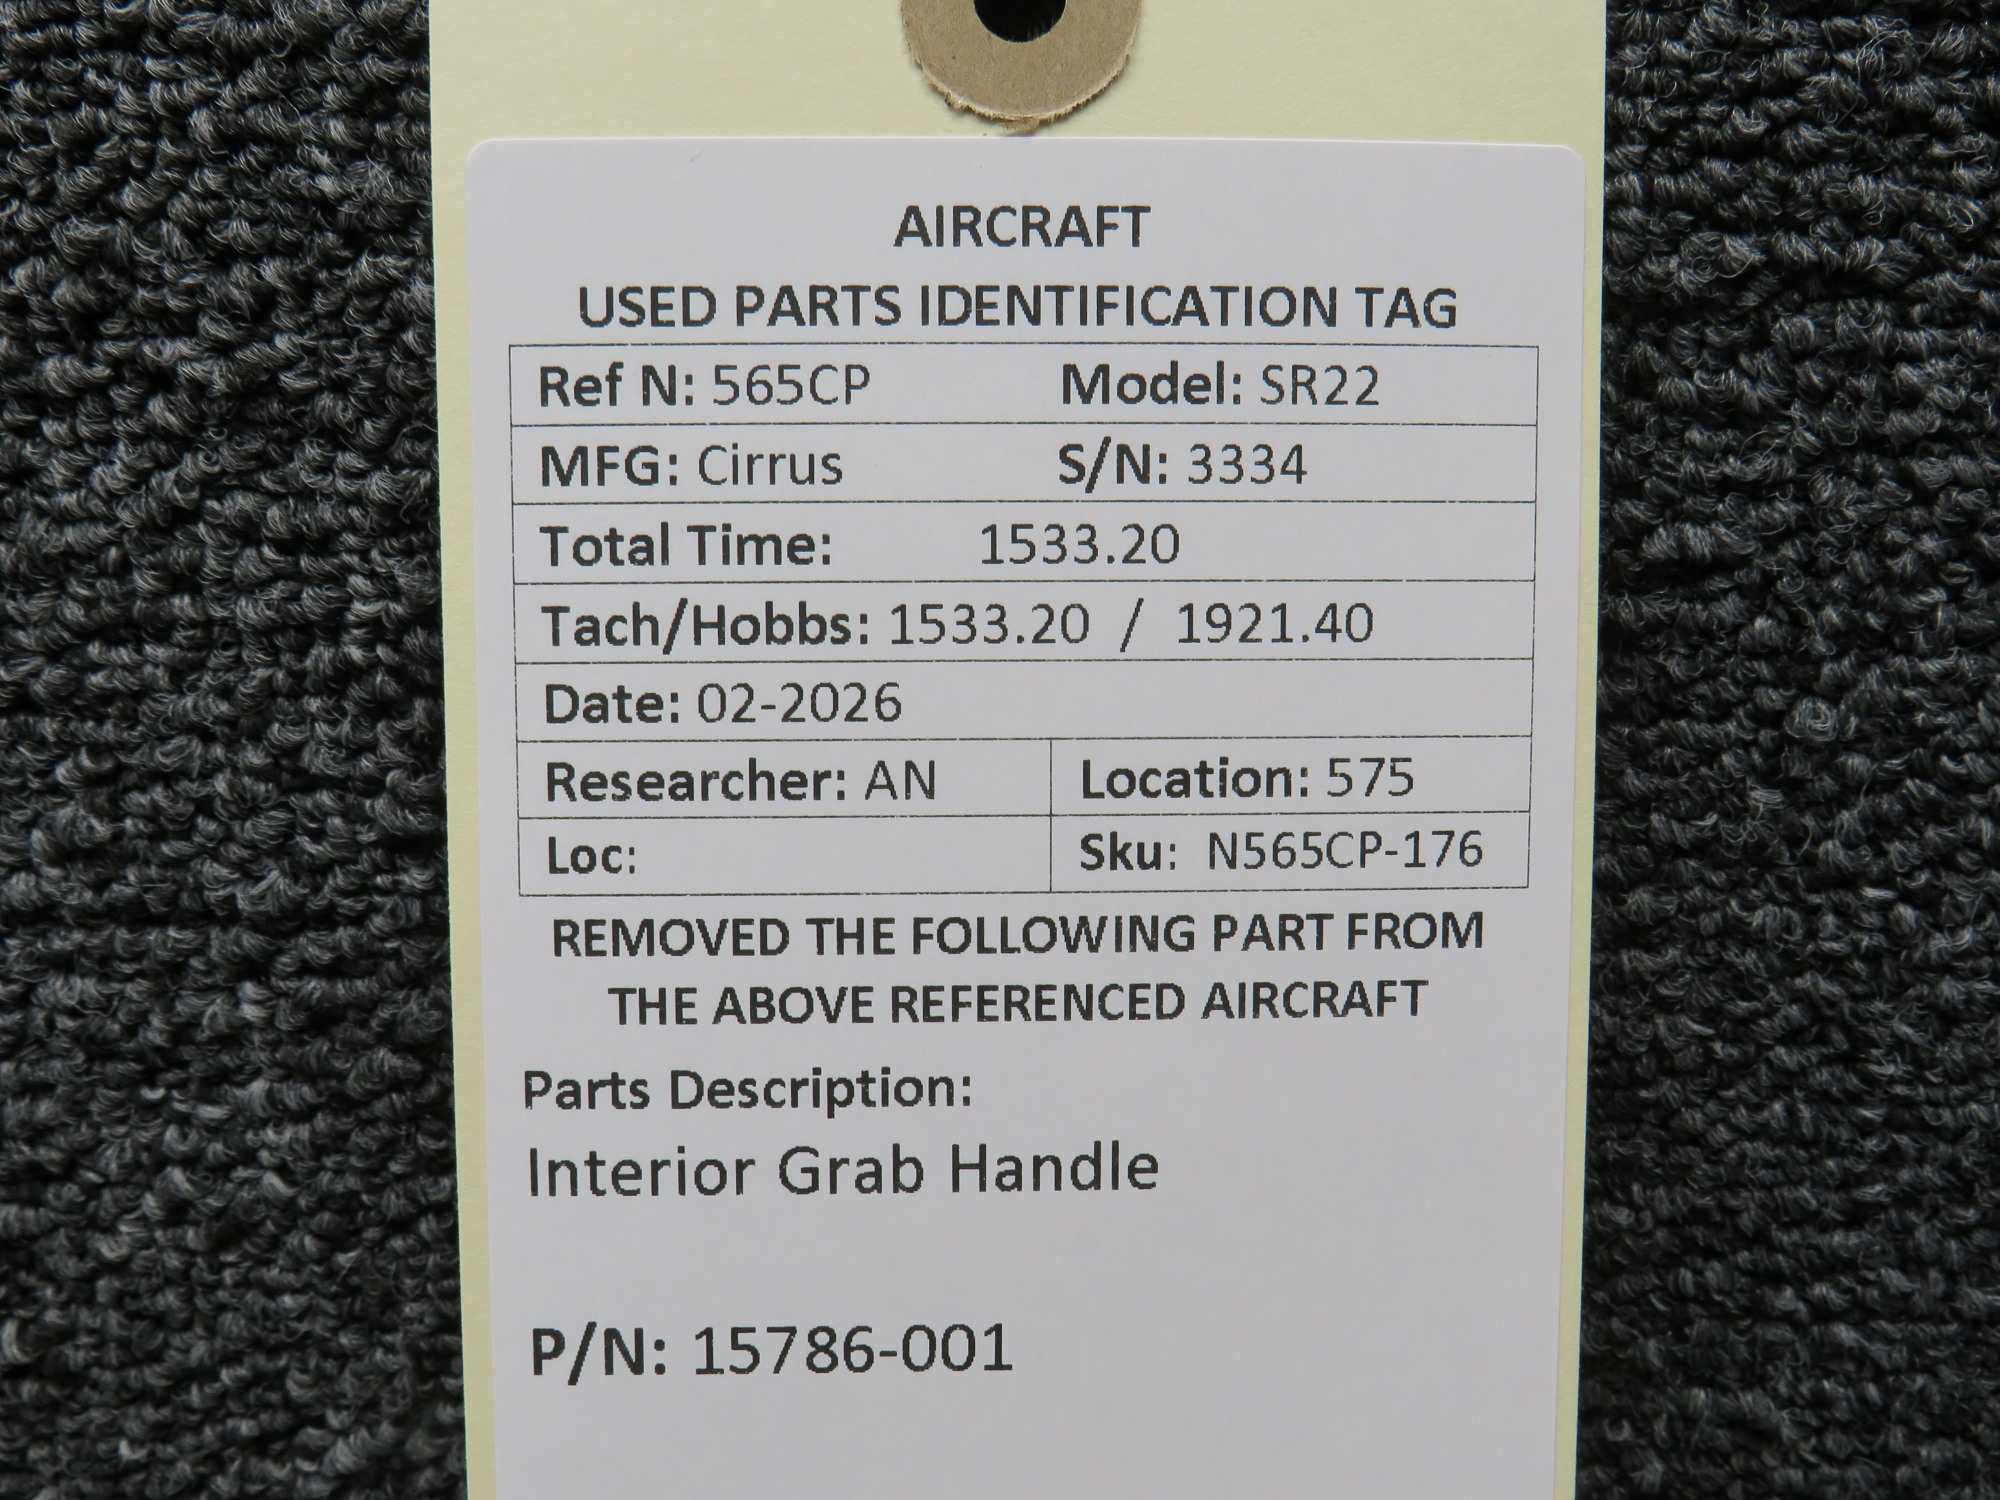 AIRCRAFT
USED PARTS IDENTIFICATION TAG
Ref N: 565CP Model: SR22
MFG: Cirrus S/N: 3334
Total Time: 1533.20
Tach/Hobbs: 1533.20 / 1921.40
Date: 02-2026
Researcher: AN Location: 575
Loc: Sku: N565CP-176
REMOVED THE FOLLOWING PART FROM
THE ABOVE REFERENCED AIRCRAFT
Parts Description:
Interior Grab Handle
P/N: 15786-001